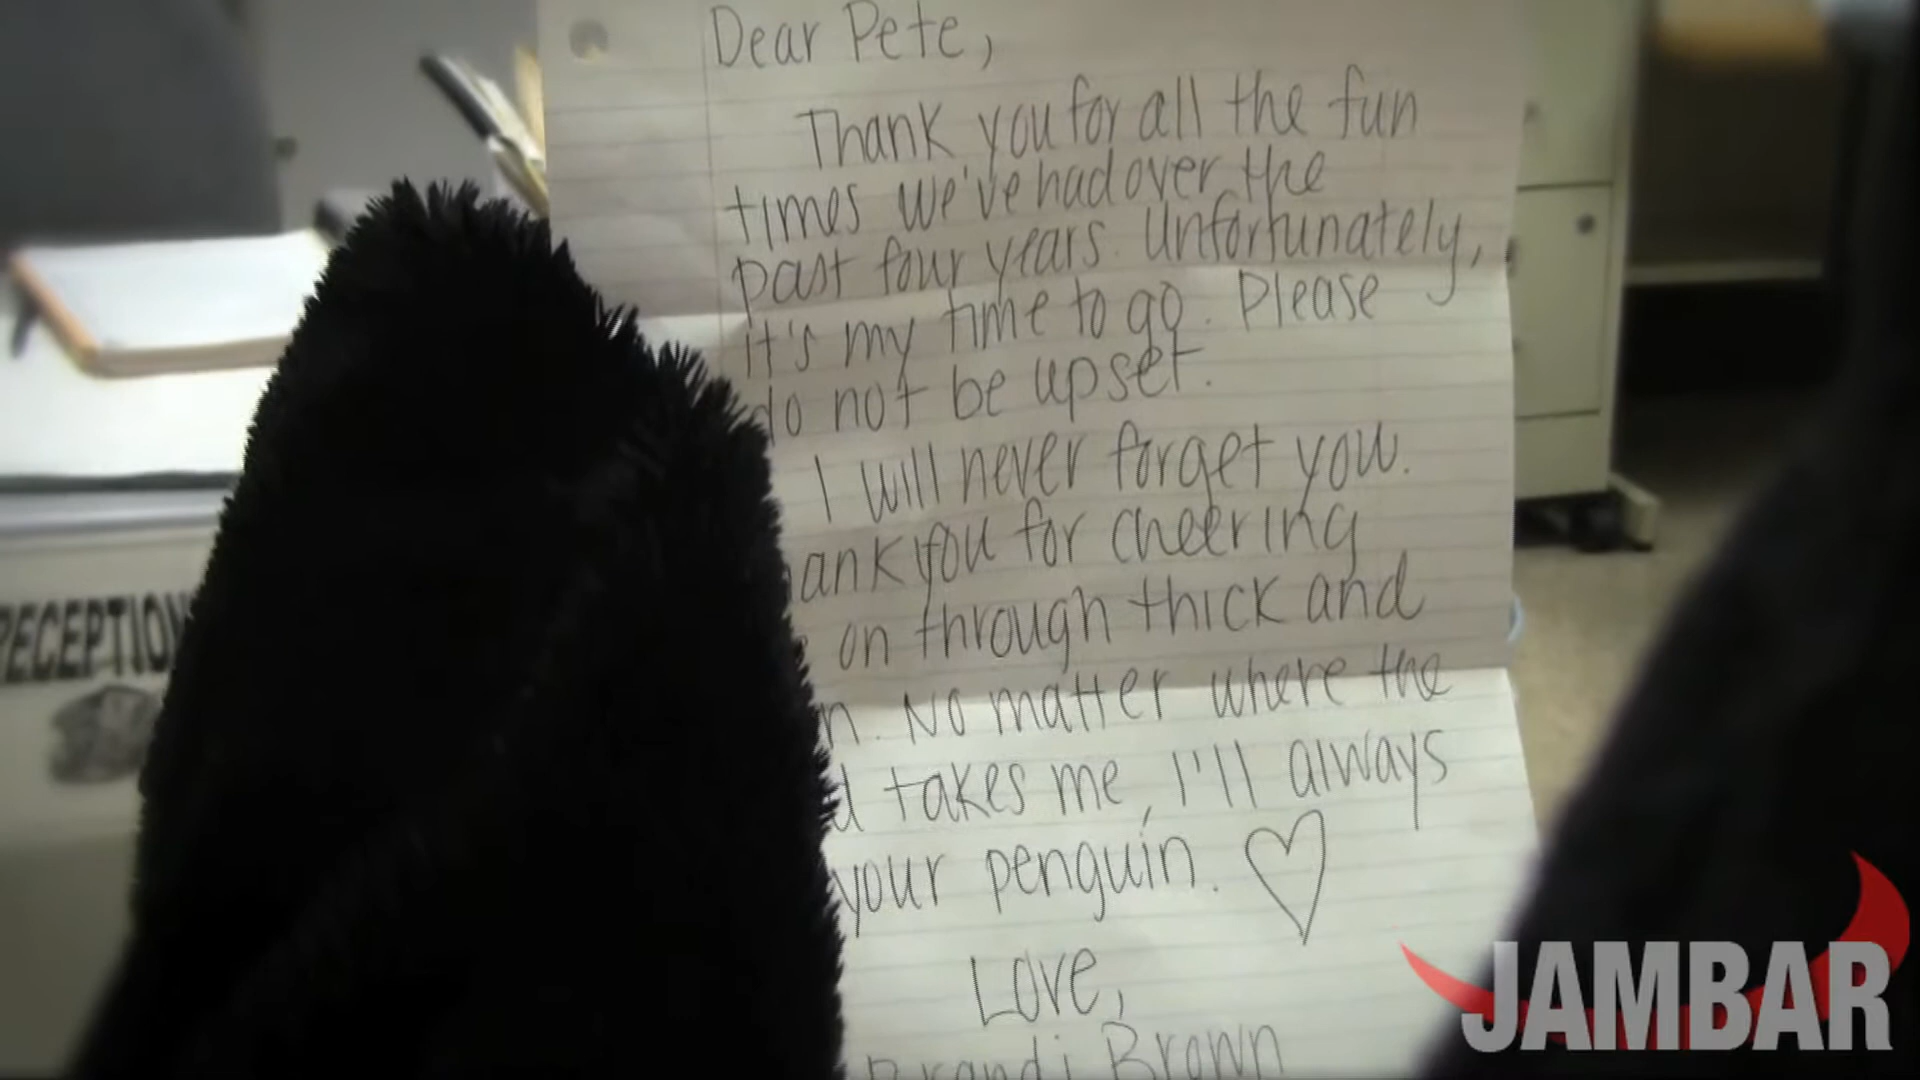 Dear Pete,
Thank you for all the fun
times we've had over the
past four years. Unfortunately,
it's my time to go. Please
do not be upset.
I will never forget you.
ank you for cheering
on through thick and
n. No matter where the
d takes me, I'll always
your penguin.
Love,
Brandi Brown
RECEPTION
JAMBAR